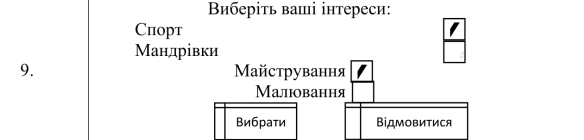 Виберіть ваші інтереси:
Спорт
Мандрівки
9.
Майстрування
Малювання
Вибрати
Відмовитися